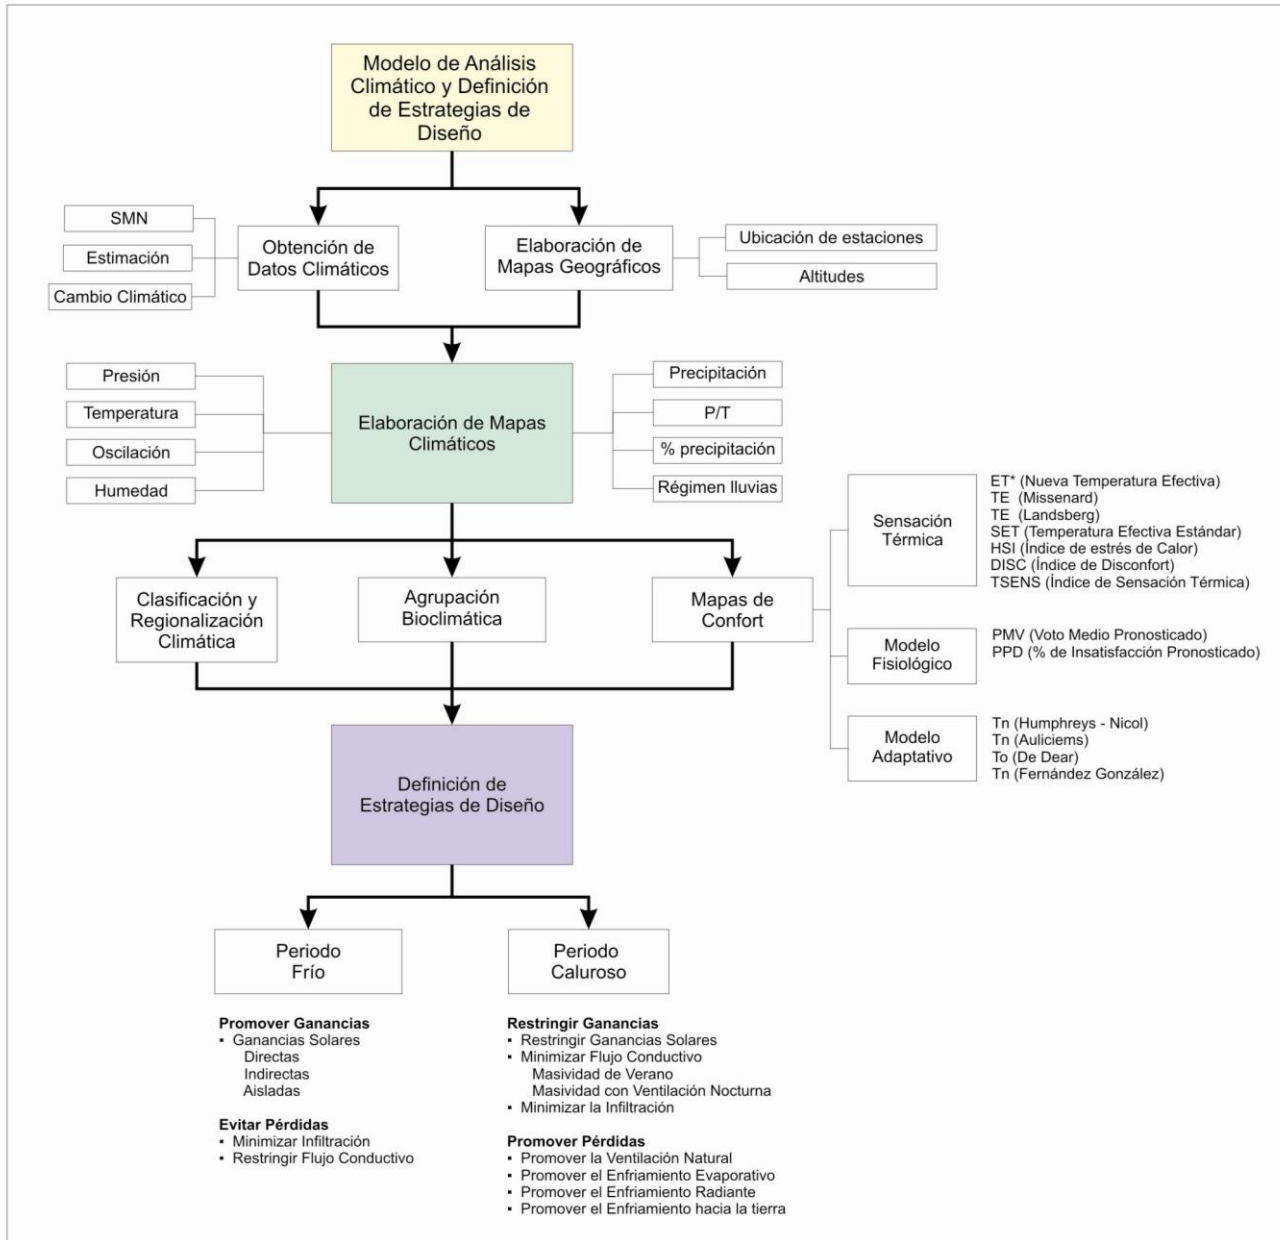 Modelo de Análisis
Climático y Definición
de Estrategias de
Diseño
SMN
Estimación
Cambio Climático
Obtención de
Datos Climáticos
Elaboración de
Mapas Geográficos
Ubicación de estaciones
Altitudes
Presión
Temperatura
Oscilación
Humedad
Elaboración de Mapas
Climáticos
Precipitación
P/T
% precipitación
Régimen lluvias
Clasificación y
Regionalización
Climática
Agrupación
Bioclimática
Mapas de
Confort
Sensación
Térmica
ET* (Nueva Temperatura Efectiva)
TE (Missenard)
TE (Landsberg)
SET (Temperatura Efectiva Estándar)
HSI (Índice de estrés de Calor)
DISC (Índice de Disconfort)
TSENS (Índice de Sensación Térmica)
Modelo
Fisiológico
PMV (Voto Medio Pronosticado)
PPD (% de Insatisfacción Pronosticado)
Modelo
Adaptativo
Tn (Humphreys - Nicol)
Tn (Auliciems)
To (De Dear)
Tn (Fernández González)
Definición de
Estrategias de Diseño
Periodo
Frío
Promover Ganancias
▪ Ganancias Solares
Directas
Indirectas
Aisladas
Evitar Pérdidas
▪ Minimizar Infiltración
▪ Restringir Flujo Conductivo
Periodo
Caluroso
Restringir Ganancias
▪ Restringir Ganancias Solares
▪ Minimizar Flujo Conductivo
Masividad de Verano
Masividad con Ventilación Nocturna
▪ Minimizar la Infiltración
Promover Pérdidas
▪ Promover la Ventilación Natural
▪ Promover el Enfriamiento Evaporativo
▪ Promover el Enfriamiento Radiante
▪ Promover el Enfriamiento hacia la tierra